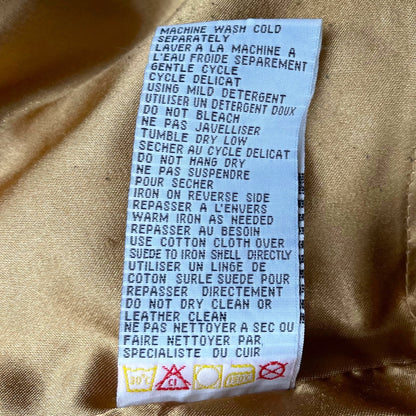 MACHINE WASH COLD
SEPARATELY
LAVER A LA MACHINE A
L'EAU FROIDE SEPAREMENT
GENTLE CYCLE
CYCLE DELICAT
USING MILD DETERGENT
UTILISER UN DETERGENT DOUX
DO NOT BLEACH
NE PAS JAVELLISER
TUMBLE DRY LOW
SECHER AU CYCLE DELICAT
DO NOT HANG DRY
NE PAS SUSPENDRE
POUR SECHER
IRON ON REVERSE SIDE
REPASSER A L'ENVERS
WARM IRON AS NEEDED
REPASSER AU BESOIN
USE COTTON CLOTH OVER
SUEDE TO IRON SHELL DIRECTLY
UTILISER UN LINGE DE
COTON SURLE SUEDE POUR
REPASSER DIRECTEMENT
DO NOT DRY CLEAN OR
LEATHER CLEAN
NE PAS NETTOYER A SEC OU
FAIRE NETTOYER PAR
SPECIALISTE DU CUIR